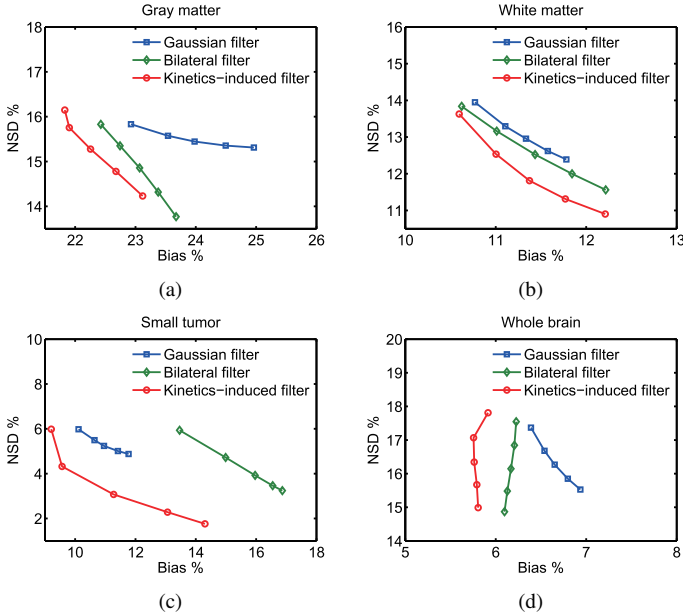 Gray matter
18
17
16
15
14
NSD %
Gaussian filter
Bilateral filter
Kinetics−induced filter
22 23 24 25 26
Bias %
(a)
White matter
16
15
14
13
12
11
NSD %
Gaussian filter
Bilateral filter
Kinetics−induced filter
10 11 12 13
Bias %
(b)
Small tumor
10
8
6
4
2
NSD %
Gaussian filter
Bilateral filter
Kinetics−induced filter
10 12 14 16 18
Bias %
(c)
Whole brain
20
19
18
17
16
15
14
NSD %
Gaussian filter
Bilateral filter
Kinetics−induced filter
5 6 7 8
Bias %
(d)